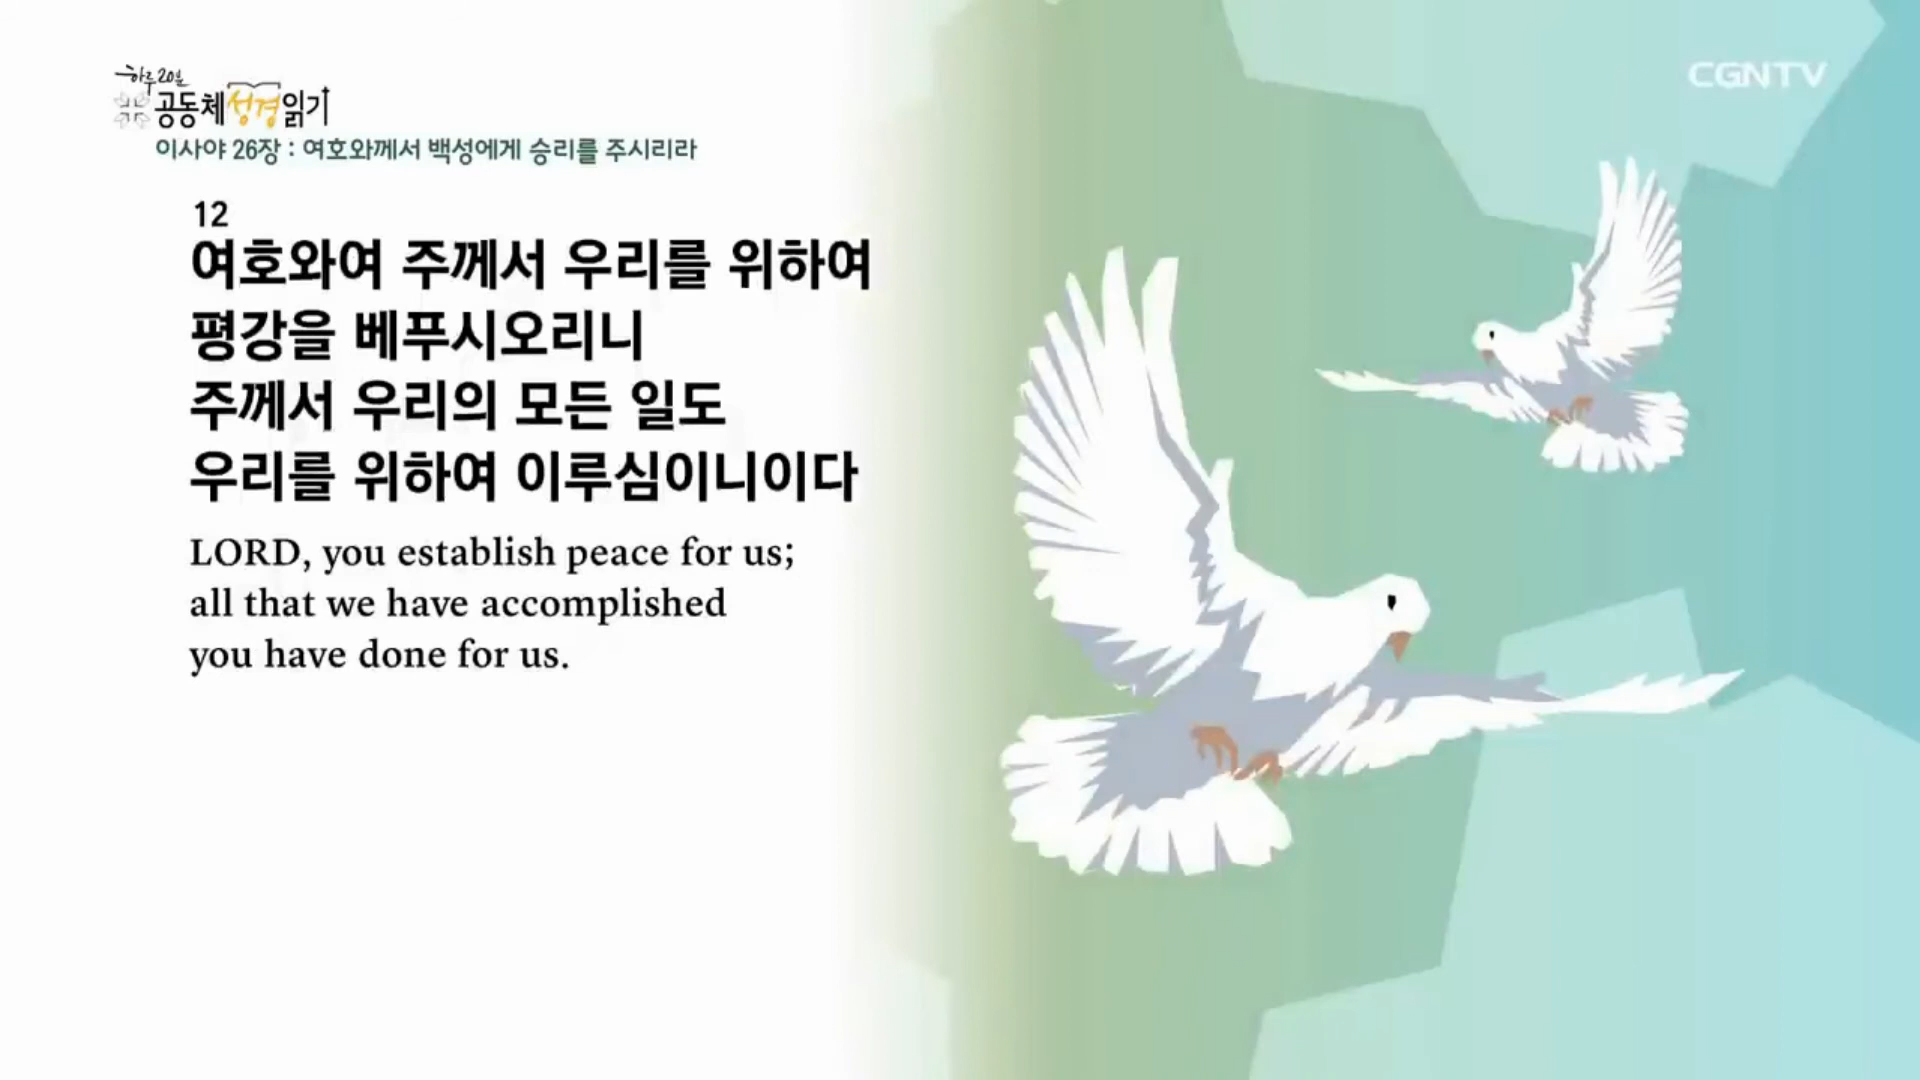 하루20분
공동체성경읽기
CGNTV
이사야 26장 : 여호와께서 백성에게 승리를 주시리라
12
여호와여 주께서 우리를 위하여
평강을 베푸시오리니
주께서 우리의 모든 일도
우리를 위하여 이루심이니이다
LORD, you establish peace for us;
all that we have accomplished
you have done for us.